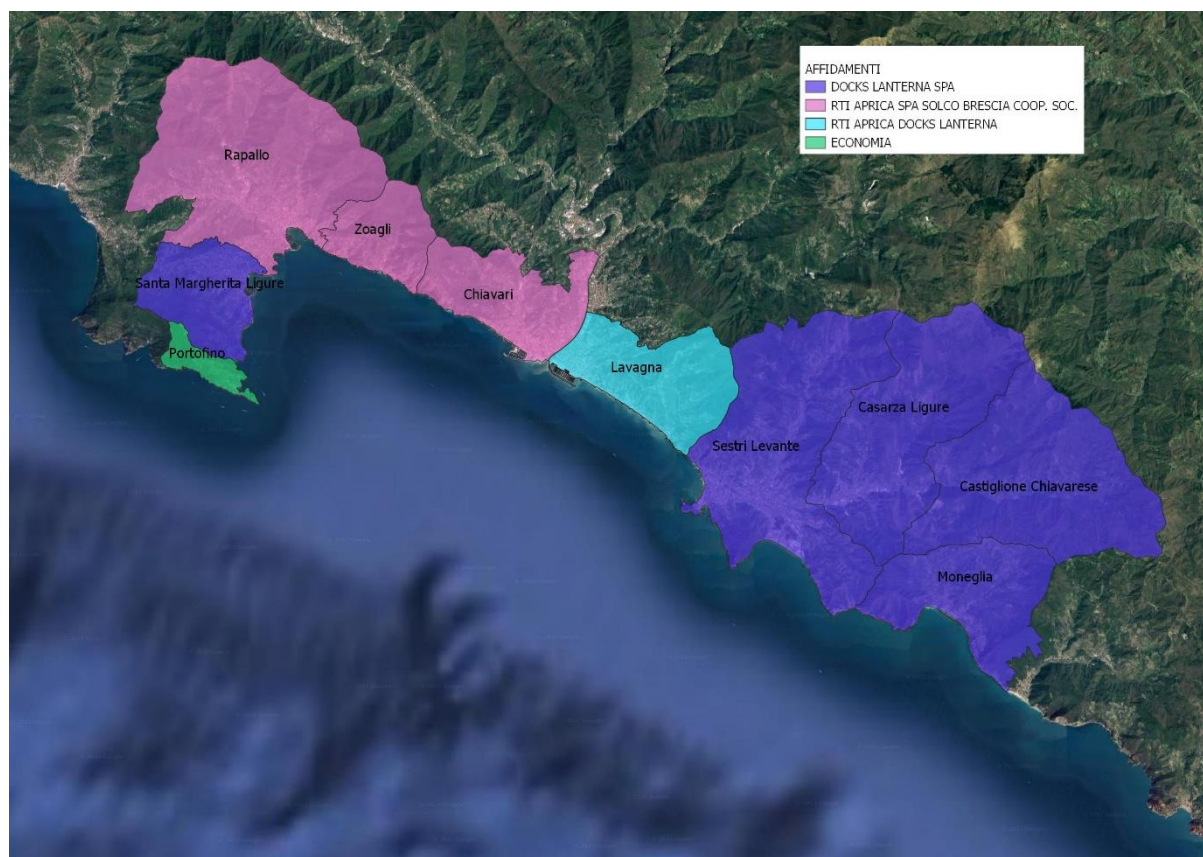 AFFIDAMENTI
DOCKS LANTERNA SPA
RTI APRICA SPA SOLCO BRESCIA COOP. SOC.
RTI APRICA DOCKS LANTERNA
ECONOMIA
Rapallo
Zoagli
Santa Margherita Ligure
Chiavari
Portofino
Lavagna
Casarza Ligure
Sestri Levante
Castiglione Chiavarese
Moneglia